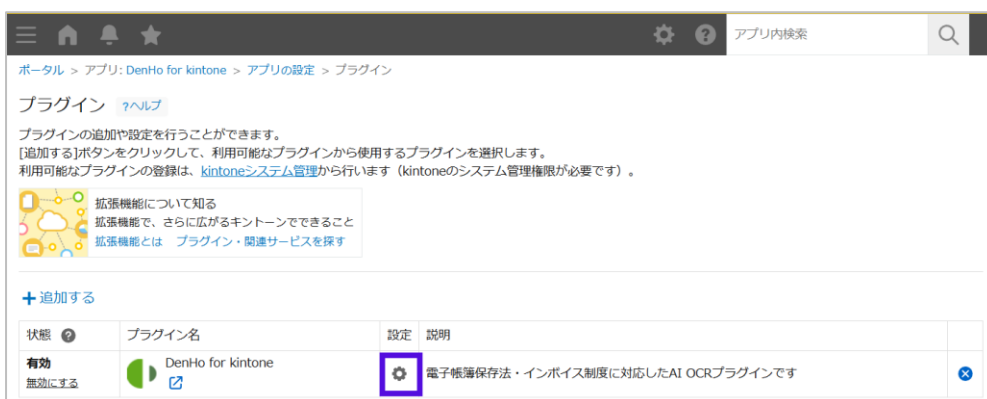 アプリ内検索
ポータル > アプリ: DenHo for kintone > アプリの設定 > プラグイン
プラグイン ?ヘルプ
プラグインの追加や設定を行うことができます。
[追加する]ボタンをクリックして、利用可能なプラグインから使用するプラグインを選択します。
利用可能なプラグインの登録は、kintoneシステム管理から行います（kintoneのシステム管理権限が必要です）。
拡張機能について知る
拡張機能で、さらに広がるキントーンでできること
拡張機能とは プラグイン・関連サービスを探す
+追加する
状態 ? プラグイン名 設定 説明
有効 DenHo for kintone
無効にする 電子帳簿保存法・インボイス制度に対応したAI OCRプラグインです